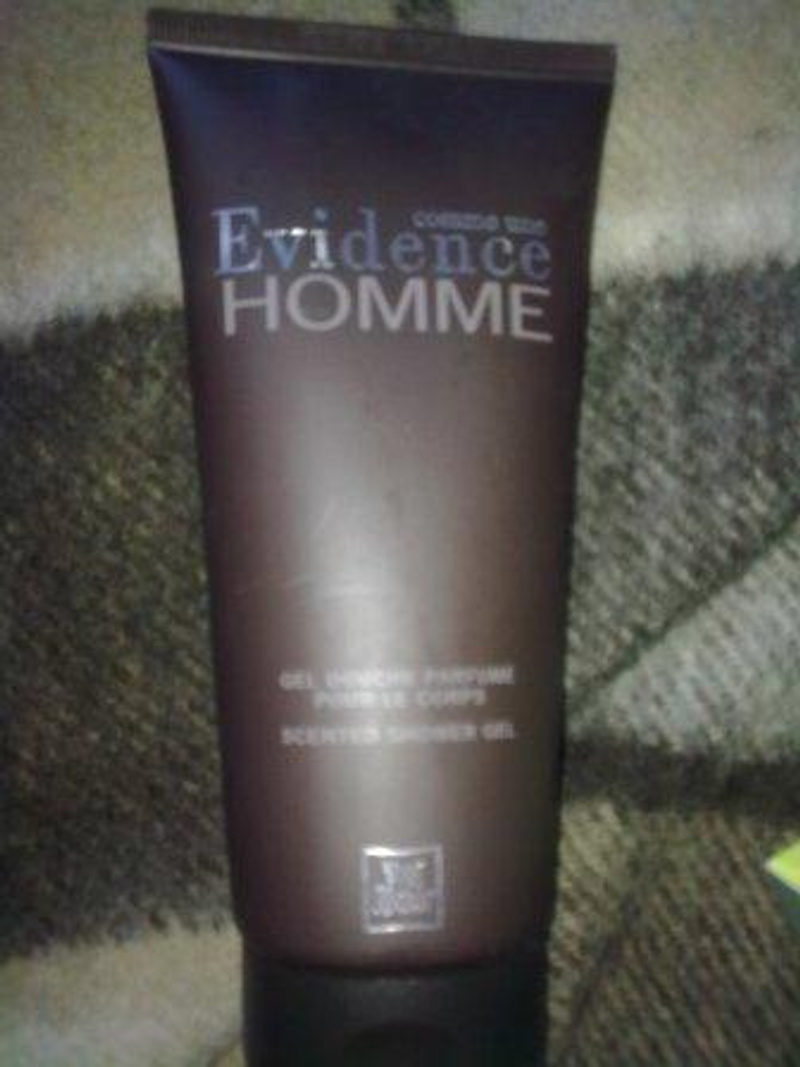 comme une
Evidence
HOMME
GEL DOUCHE PARFUMÉ
POUR LE CORPS
SCENTED SHOWER GEL